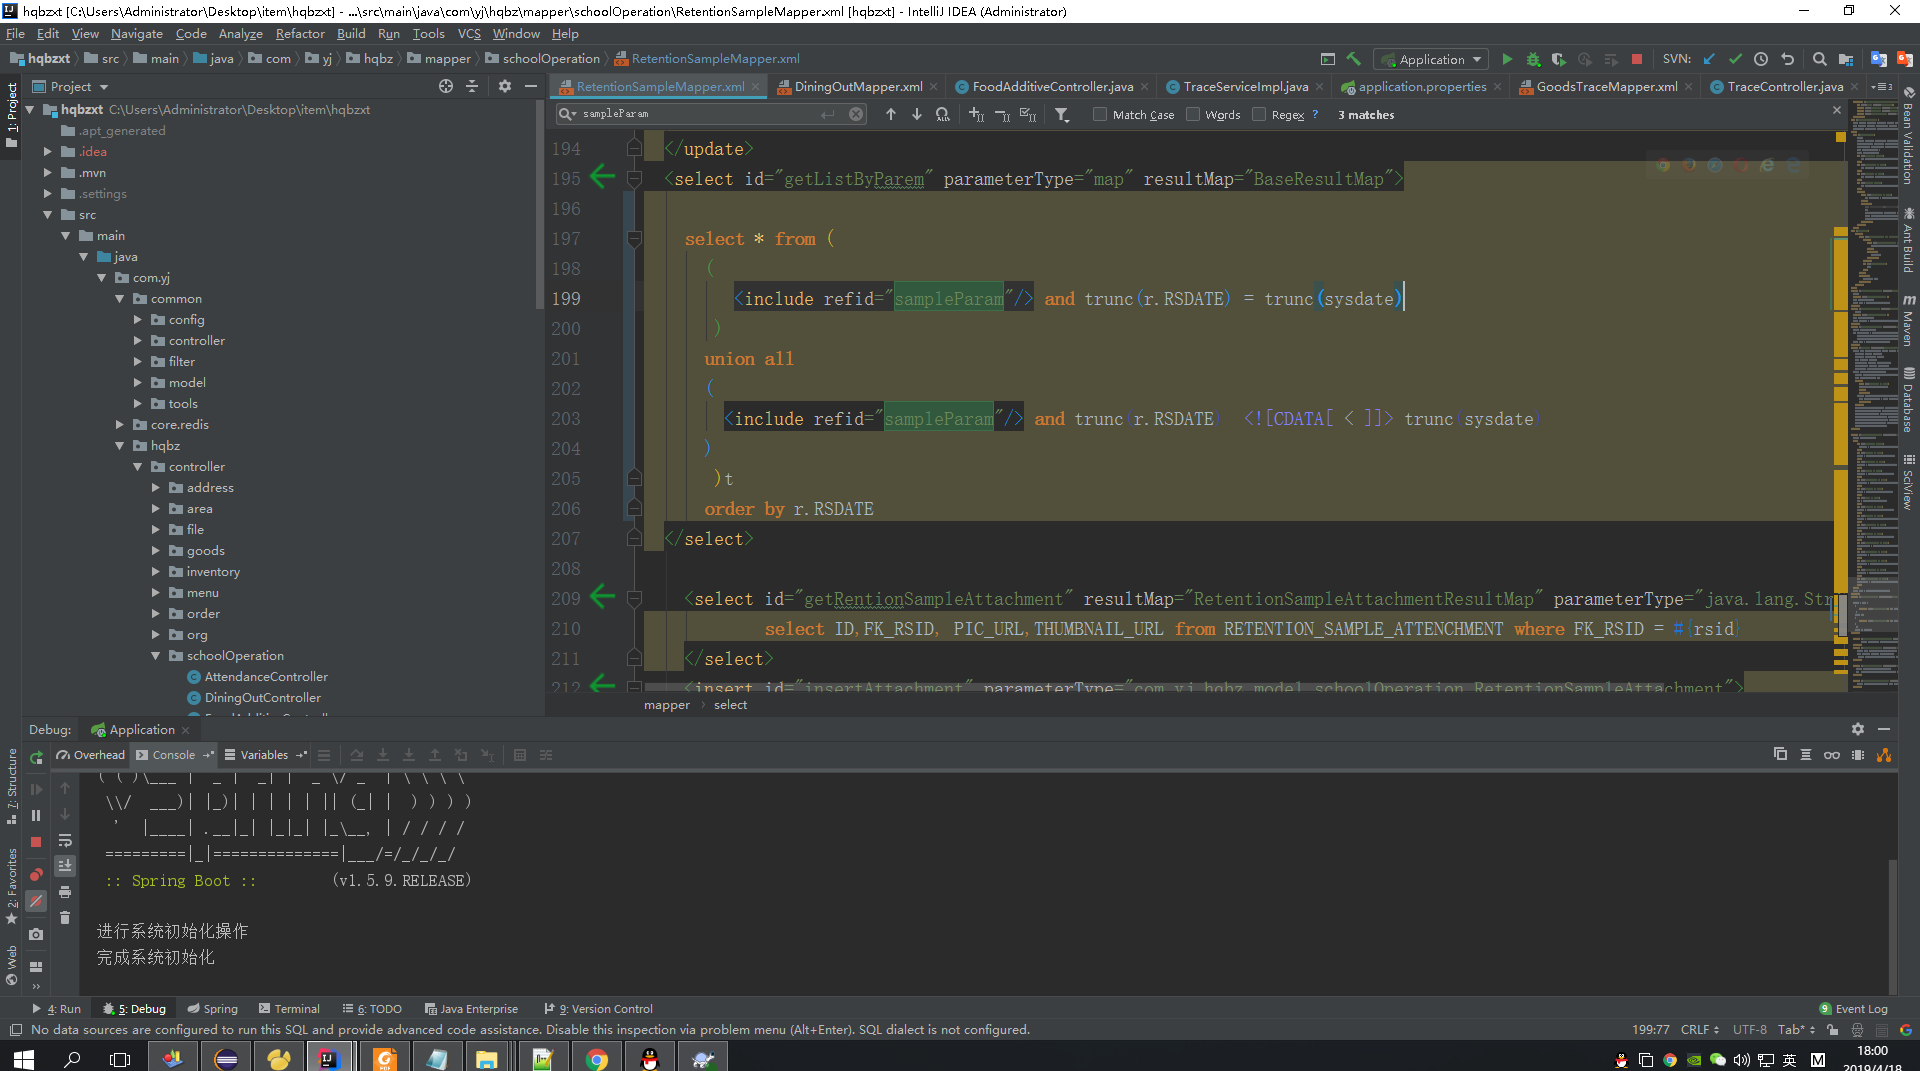 hqbzxt [C:\Users\Administrator\Desktop\item\hqbzxt] - ...\src\main\java\com\yj\hqbz\mapper\schoolOperation\RetentionSampleMapper.xml [hqbzxt] - IntelliJ IDEA (Administrator)
File Edit View Navigate Code Analyze Refactor Build Run Tools VCS Window Help
hqbzxt src main java com yj hqbz mapper schoolOperation RetentionSampleMapper.xml Application SVN:
Project
RetentionSampleMapper.xml DiningOutMapper.xml FoodAdditiveController.java TraceServiceImpl.java application.properties GoodsTraceMapper.xml TraceController.java
sampleParam Match Case Words Regex ? 3 matches
1: Project
hqbzxt C:\Users\Administrator\Desktop\item\hqbzxt
.apt_generated
.idea
.mvn
.settings
src
main
java
com.yj
common
config
controller
filter
model
tools
core.redis
hqbz
controller
address
area
file
goods
inventory
menu
order
org
schoolOperation
AttendanceController
DiningOutController
194 </update>
195 <select id="getListByParem" parameterType="map" resultMap="BaseResultMap">
196
197 select * from (
198 (
199 <include refid="sampleParam"/> and trunc(r.RSDATE) = trunc(sysdate)
200 )
201 union all
202 (
203 <include refid="sampleParam"/> and trunc(r.RSDATE) <![CDATA[ < ]]> trunc(sysdate)
204 )
205 )t
206 order by r.RSDATE
207 </select>
208
209 <select id="getRentionSampleAttachment" resultMap="RetentionSampleAttachmentResultMap" parameterType="java.lang.Str
210 select ID,FK_RSID, PIC_URL,THUMBNAIL_URL from RETENTION_SAMPLE_ATTENCHMENT where FK_RSID = #{rsid}
211 </select>
212 <insert id="insertAttachment" parameterType="com.yj.hqbz.model.schoolOperation.RetentionSampleAttachment">
mapper select
Bean Validation
Ant Build
Maven
Database
SciView
Debug: Application
Overhead Console Variables
7: Structure
2: Favorites
Web
( ( )\___ | '_ | '_| | '_ \/ _` | \ \ \ \
\\/ ___)| |_)| | | | | || (_| | ) ) ) )
' |____| .__|_| |_|_| |_\__, | / / / /
=========|_|==============|___/=/_/_/_/
:: Spring Boot :: (v1.5.9.RELEASE)
进行系统初始化操作
完成系统初始化
4: Run 5: Debug Spring Terminal 6: TODO Java Enterprise 9: Version Control 9 Event Log
No data sources are configured to run this SQL and provide advanced code assistance. Disable this inspection via problem menu (Alt+Enter). SQL dialect is not configured. 199:77 CRLF UTF-8 Tab*
英 M 18:00
2019/4/18